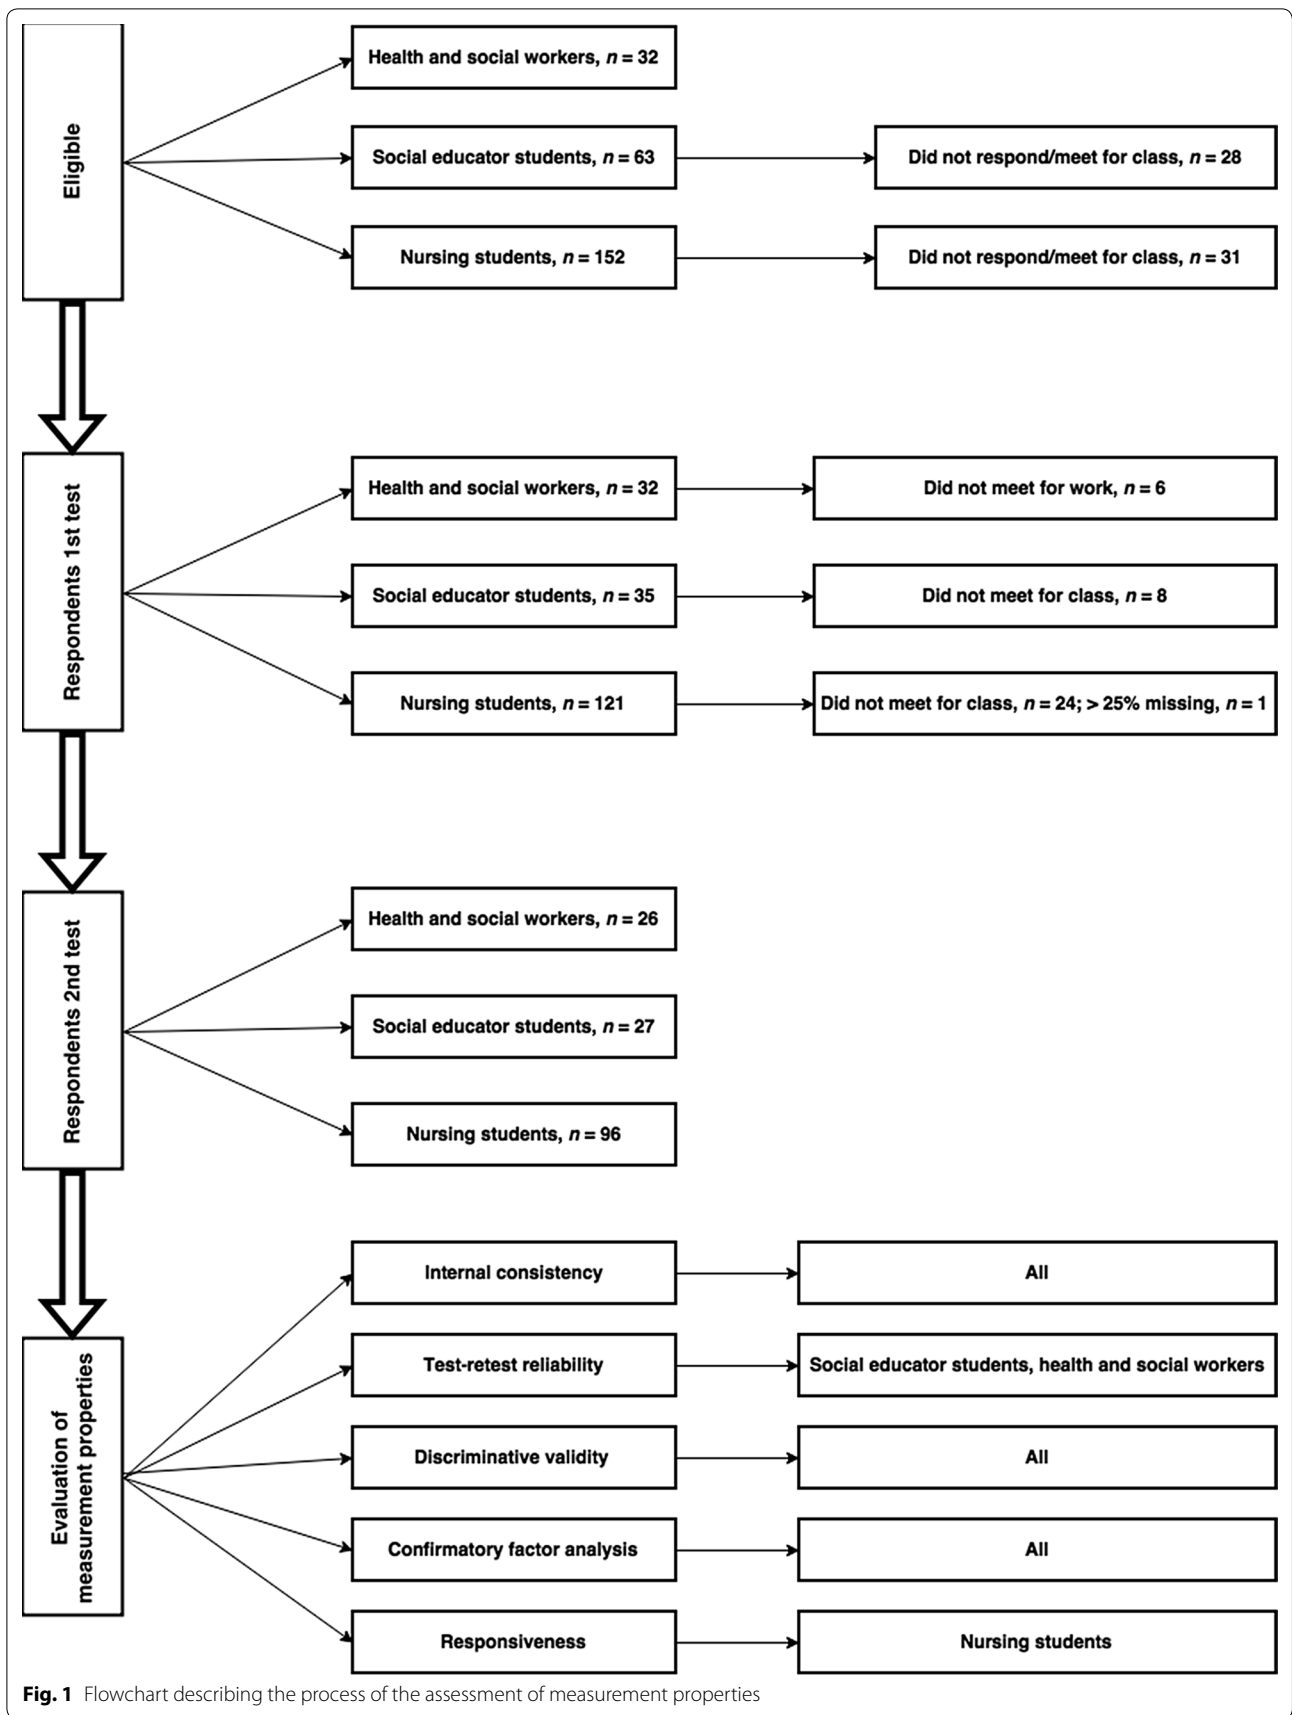 Eligible
Health and social workers, n = 32
Social educator students, n = 63
Did not respond/meet for class, n = 28
Nursing students, n = 152
Did not respond/meet for class, n = 31
Respondents 1st test
Health and social workers, n = 32
Did not meet for work, n = 6
Social educator students, n = 35
Did not meet for class, n = 8
Nursing students, n = 121
Did not meet for class, n = 24; > 25% missing, n = 1
Respondents 2nd test
Health and social workers, n = 26
Social educator students, n = 27
Nursing students, n = 96
Evaluation of
measurement properties
Internal consistency
All
Test-retest reliability
Social educator students, health and social workers
Discriminative validity
All
Confirmatory factor analysis
All
Responsiveness
Nursing students
Fig. 1 Flowchart describing the process of the assessment of measurement properties